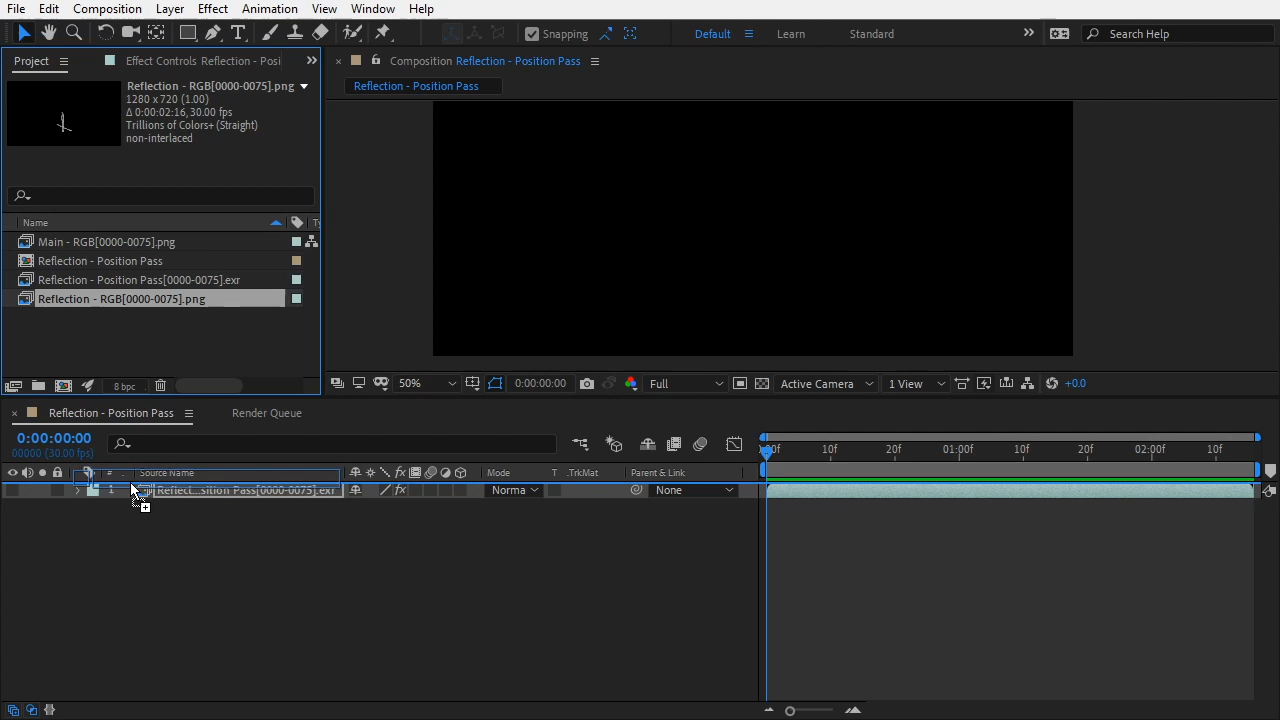 File Edit Composition Layer Effect Animation View Window Help
Snapping Default Learn Standard Search Help
Project Effect Controls Reflection - Posi
Composition Reflection - Position Pass
Reflection - Position Pass
Reflection - RGB[0000-0075].png
1280 x 720 (1.00)
Δ 0:00:02:16, 30.00 fps
Trillions of Colors+ (Straight)
non-interlaced
Name Ty
Main - RGB[0000-0075].png
Reflection - Position Pass
Reflection - Position Pass[0000-0075].exr
Reflection - RGB[0000-0075].png
8 bpc
50% 0:00:00:00 Full Active Camera 1 View +0.0
Reflection - Position Pass Render Queue
0:00:00:00
00000 (30.00 fps)
:00f 10f 20f 01:00f 10f 20f 02:00f 10f
# Source Name Mode T .TrkMat Parent & Link
1 Reflect...sition Pass[0000-0075].exr Norma None